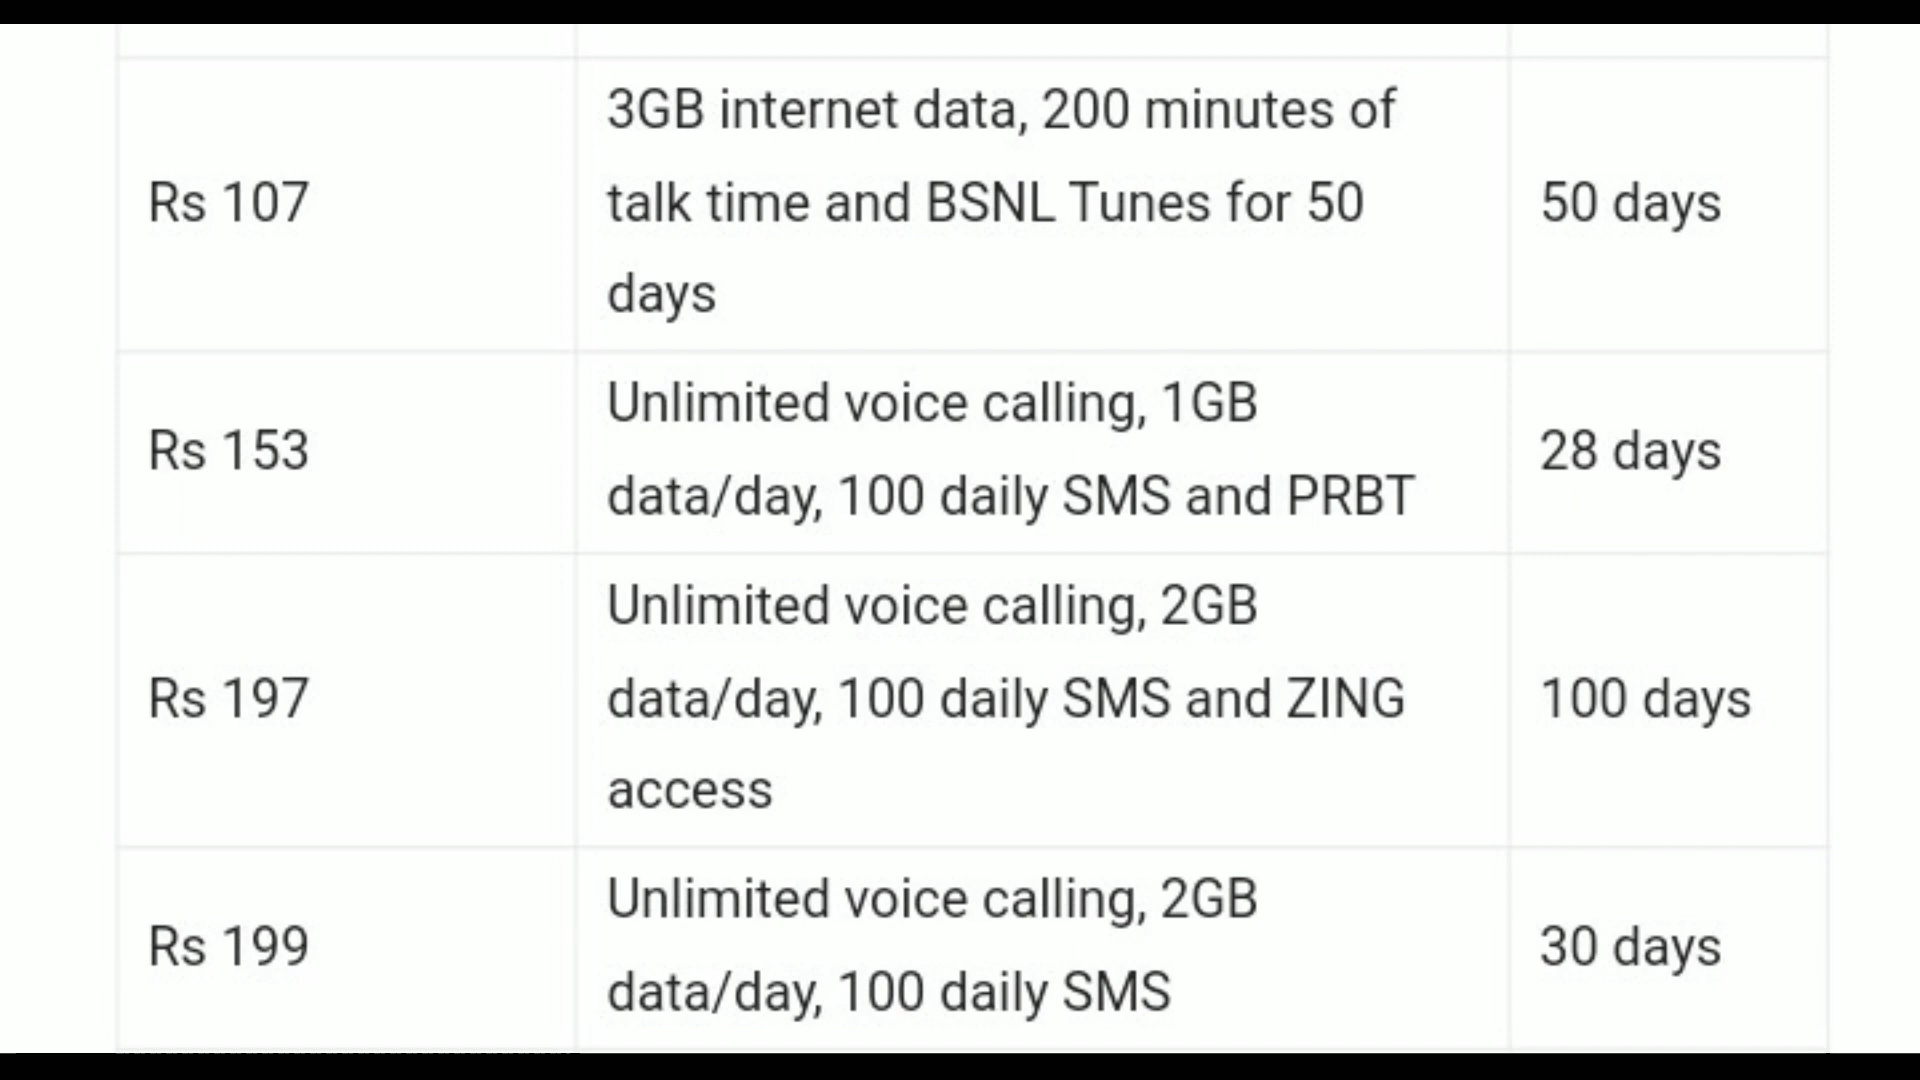 Rs 107
3GB internet data, 200 minutes of
talk time and BSNL Tunes for 50
days
50 days
Rs 153
Unlimited voice calling, 1GB
data/day, 100 daily SMS and PRBT
28 days
Rs 197
Unlimited voice calling, 2GB
data/day, 100 daily SMS and ZING
access
100 days
Rs 199
Unlimited voice calling, 2GB
data/day, 100 daily SMS
30 days